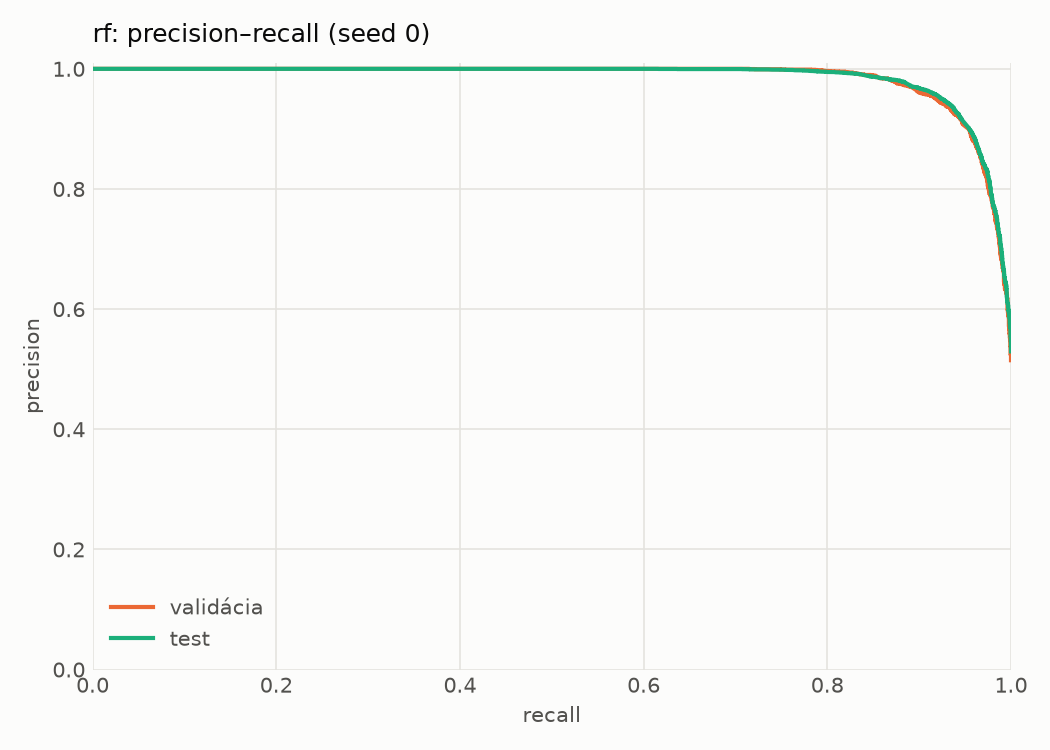 rf: precision–recall (seed 0)
1.0
0.8
0.6
0.4
0.2
0.0
precision
validácia
test
0.0 0.2 0.4 0.6 0.8 1.0
recall